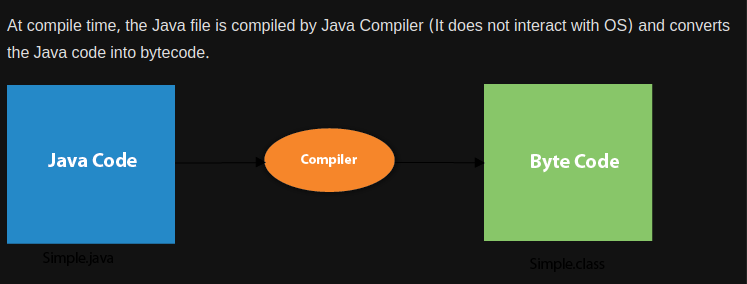 At compile time, the Java file is compiled by Java Compiler (It does not interact with OS) and converts
the Java code into bytecode.
Java Code
Compiler
Byte Code
Simple.java
Simple.class